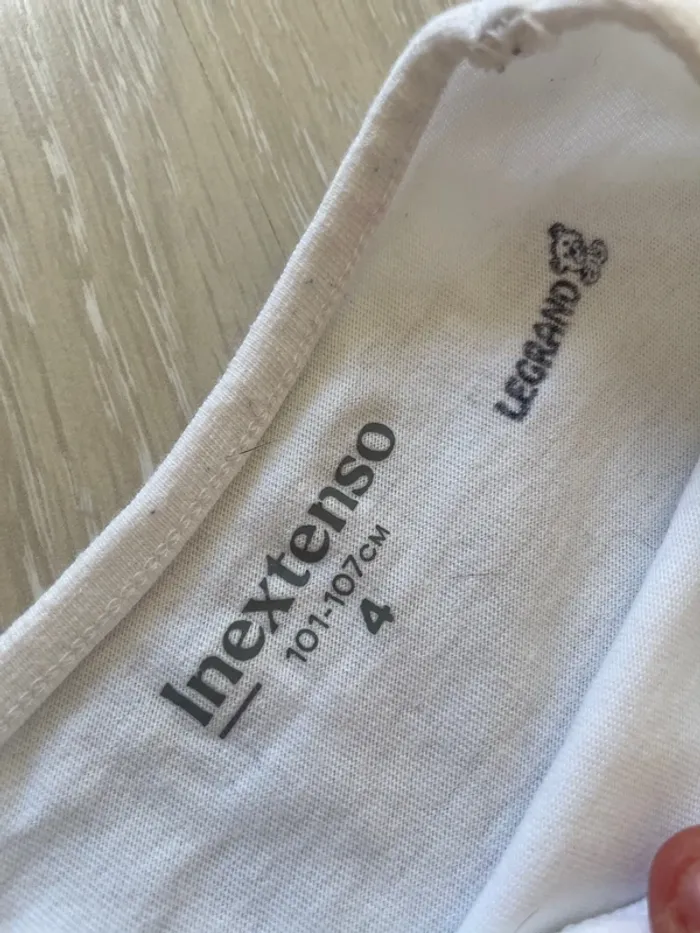 Inextenso
101-107CM
4
LEGRAND